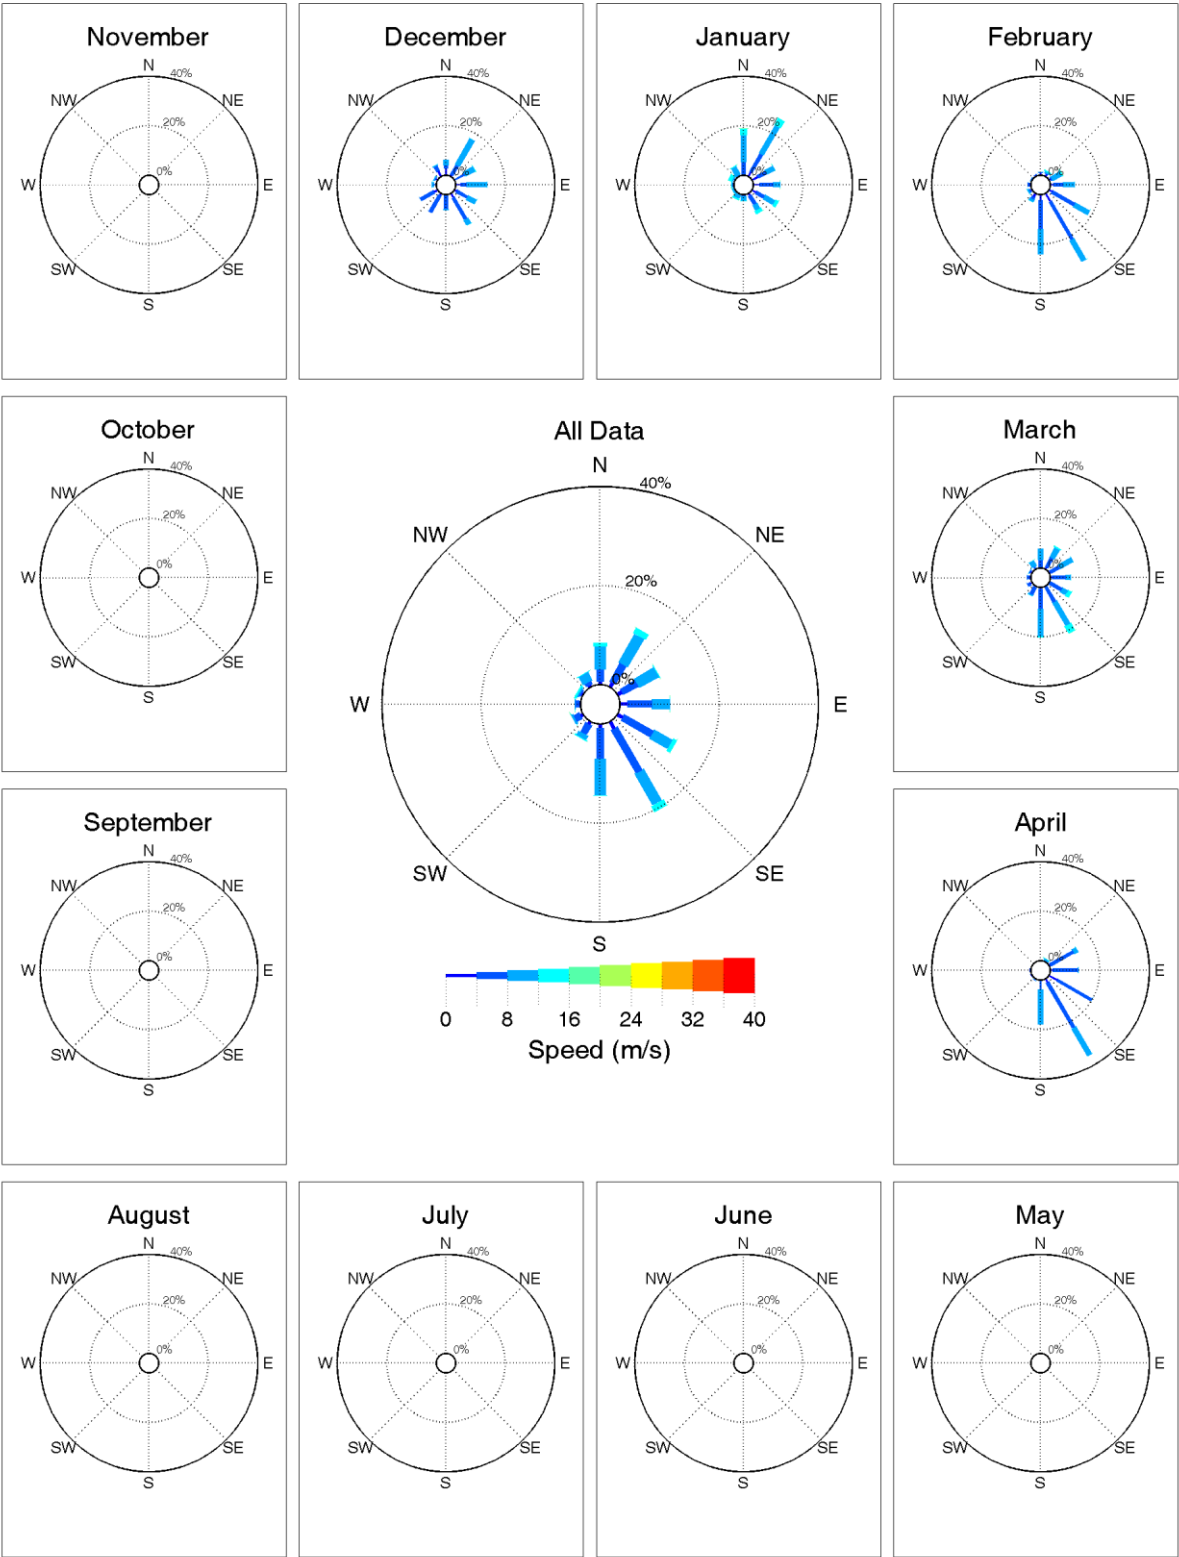 November
N
40%
NW NE
20%
0%
W E
SW SE
S
December
N
40%
NW NE
20%
0%
W E
SW SE
S
January
N
40%
NW NE
20%
0%
W E
SW SE
S
February
N
40%
NW NE
20%
0%
W E
SW SE
S
October
N
40%
NW NE
20%
0%
W E
SW SE
S
All Data
N
40%
NW NE
20%
0%
W E
SW SE
S
0 8 16 24 32 40
Speed (m/s)
March
N
40%
NW NE
20%
0%
W E
SW SE
S
September
N
40%
NW NE
20%
0%
W E
SW SE
S
April
N
40%
NW NE
20%
0%
W E
SW SE
S
August
N
40%
NW NE
20%
0%
W E
SW SE
S
July
N
40%
NW NE
20%
0%
W E
SW SE
S
June
N
40%
NW NE
20%
0%
W E
SW SE
S
May
N
40%
NW NE
20%
0%
W E
SW SE
S